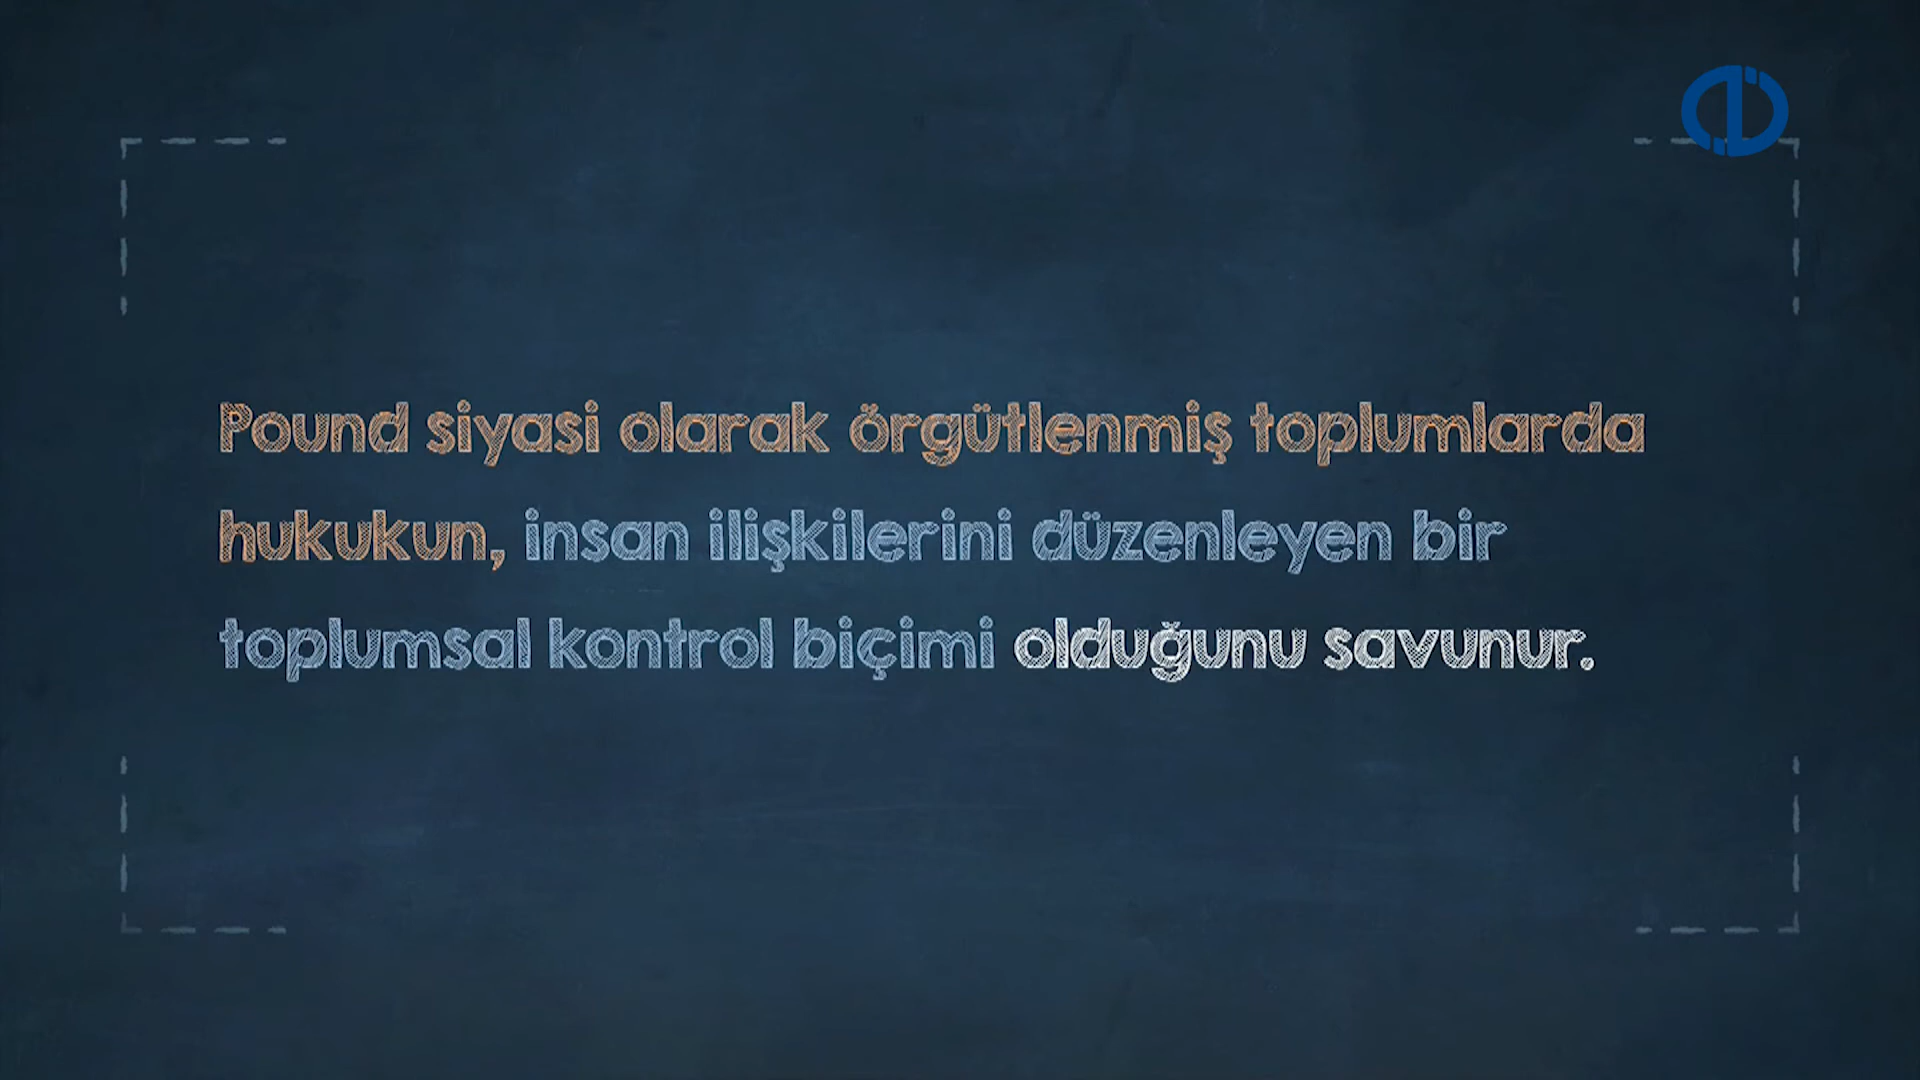 Pound siyasi olarak örgütlenmiş toplumlarda
hukukun, insan ilişkilerini düzenleyen bir
toplumsal kontrol biçimi olduğunu savunur.